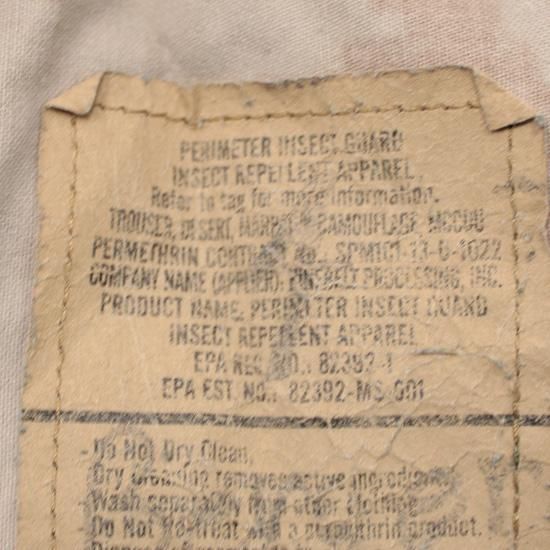 PERIMETER INSECT GUARD
INSECT REPELLENT APPAREL
Refer to tag for more information.
TROUSER, DESERT, MARPAT CAMOUFLAGE, MCCUU
PERMETHRIN CONTRACT NO.,
COMPANY NAME (APPLIER): PINEBELT PROCESSING, INC.
PRODUCT NAME: PERIMETER INSECT GUARD
INSECT REPELLENT APPAREL
EPA REG. NO.: 82392-1
EPA EST. NO.: 82392-MS-001
- Do Not Dry Clean.
Dry Cleaning removes active ingredient
Wash separately from other clothing
Do Not Re-treat with a permethrin product.